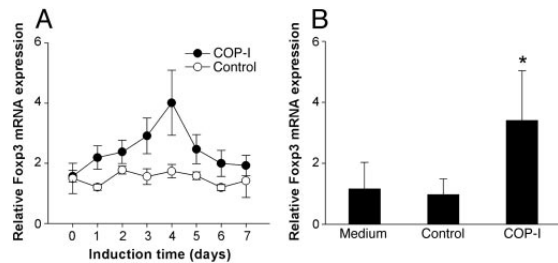 A
Relative Foxp3 mRNA expression
6
4
2
0
COP-I
Control
0 1 2 3 4 5 6 7
Induction time (days)
B
Relative Foxp3 mRNA expression
6
4
2
0
*
Medium Control COP-I